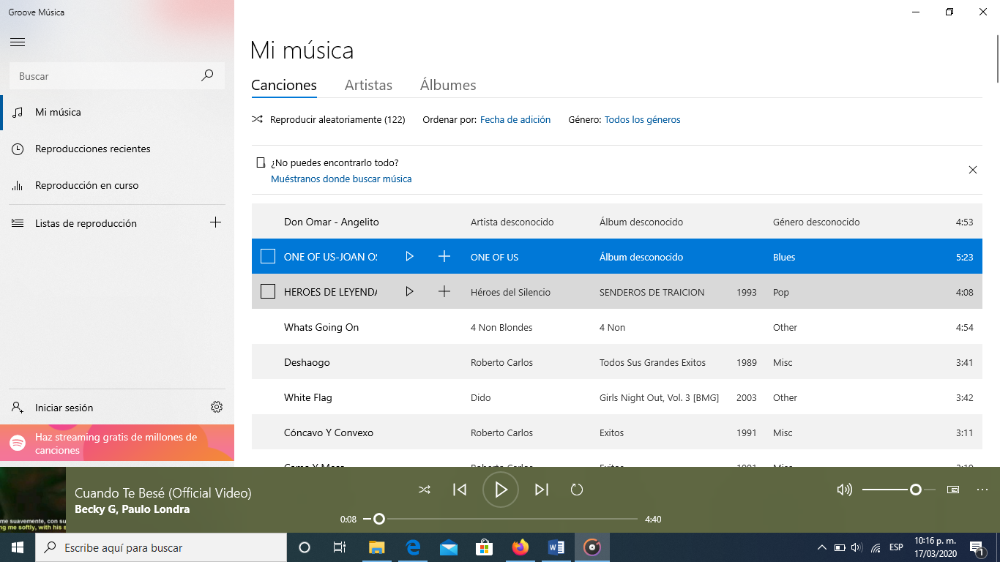 Groove Música
Buscar
Mi música
Reproducciones recientes
Reproducción en curso
Listas de reproducción
Iniciar sesión
Haz streaming gratis de millones de
canciones
Mi música
Canciones Artistas Álbumes
Reproducir aleatoriamente (122) Ordenar por: Fecha de adición Género: Todos los géneros
¿No puedes encontrarlo todo?
Muéstranos donde buscar música
Don Omar - Angelito Artista desconocido Álbum desconocido Género desconocido 4:53
ONE OF US-JOAN OS ONE OF US Álbum desconocido Blues 5:23
HEROES DE LEYENDA Héroes del Silencio SENDEROS DE TRAICION 1993 Pop 4:08
Whats Going On 4 Non Blondes 4 Non Other 4:54
Deshaogo Roberto Carlos Todos Sus Grandes Exitos 1989 Misc 3:41
White Flag Dido Girls Night Out, Vol. 3 [BMG] 2003 Other 3:42
Cóncavo Y Convexo Roberto Carlos Exitos 1991 Misc 3:11
Roberto Carlos Exitos 1991 Misc
me suavemente, con su
ng me softly, with his s
Cuando Te Besé (Official Video)
Becky G, Paulo Londra
0:08 4:40
Escribe aquí para buscar
ESP
10:16 p. m.
17/03/2020
1